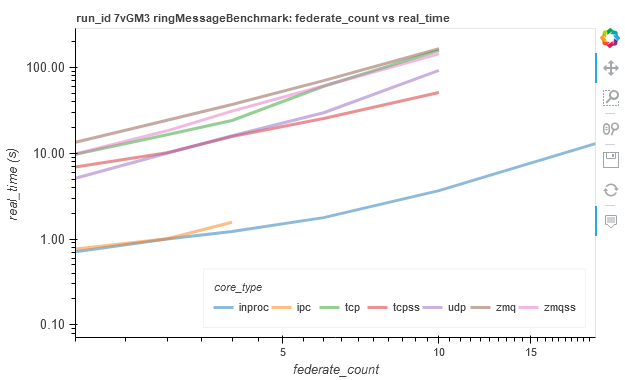 run_id 7vGM3 ringMessageBenchmark: federate_count vs real_time
100.00
10.00
1.00
0.10
real_time (s)
core_type
inproc ipc tcp tcpss udp zmq zmqss
5 10 15
federate_count